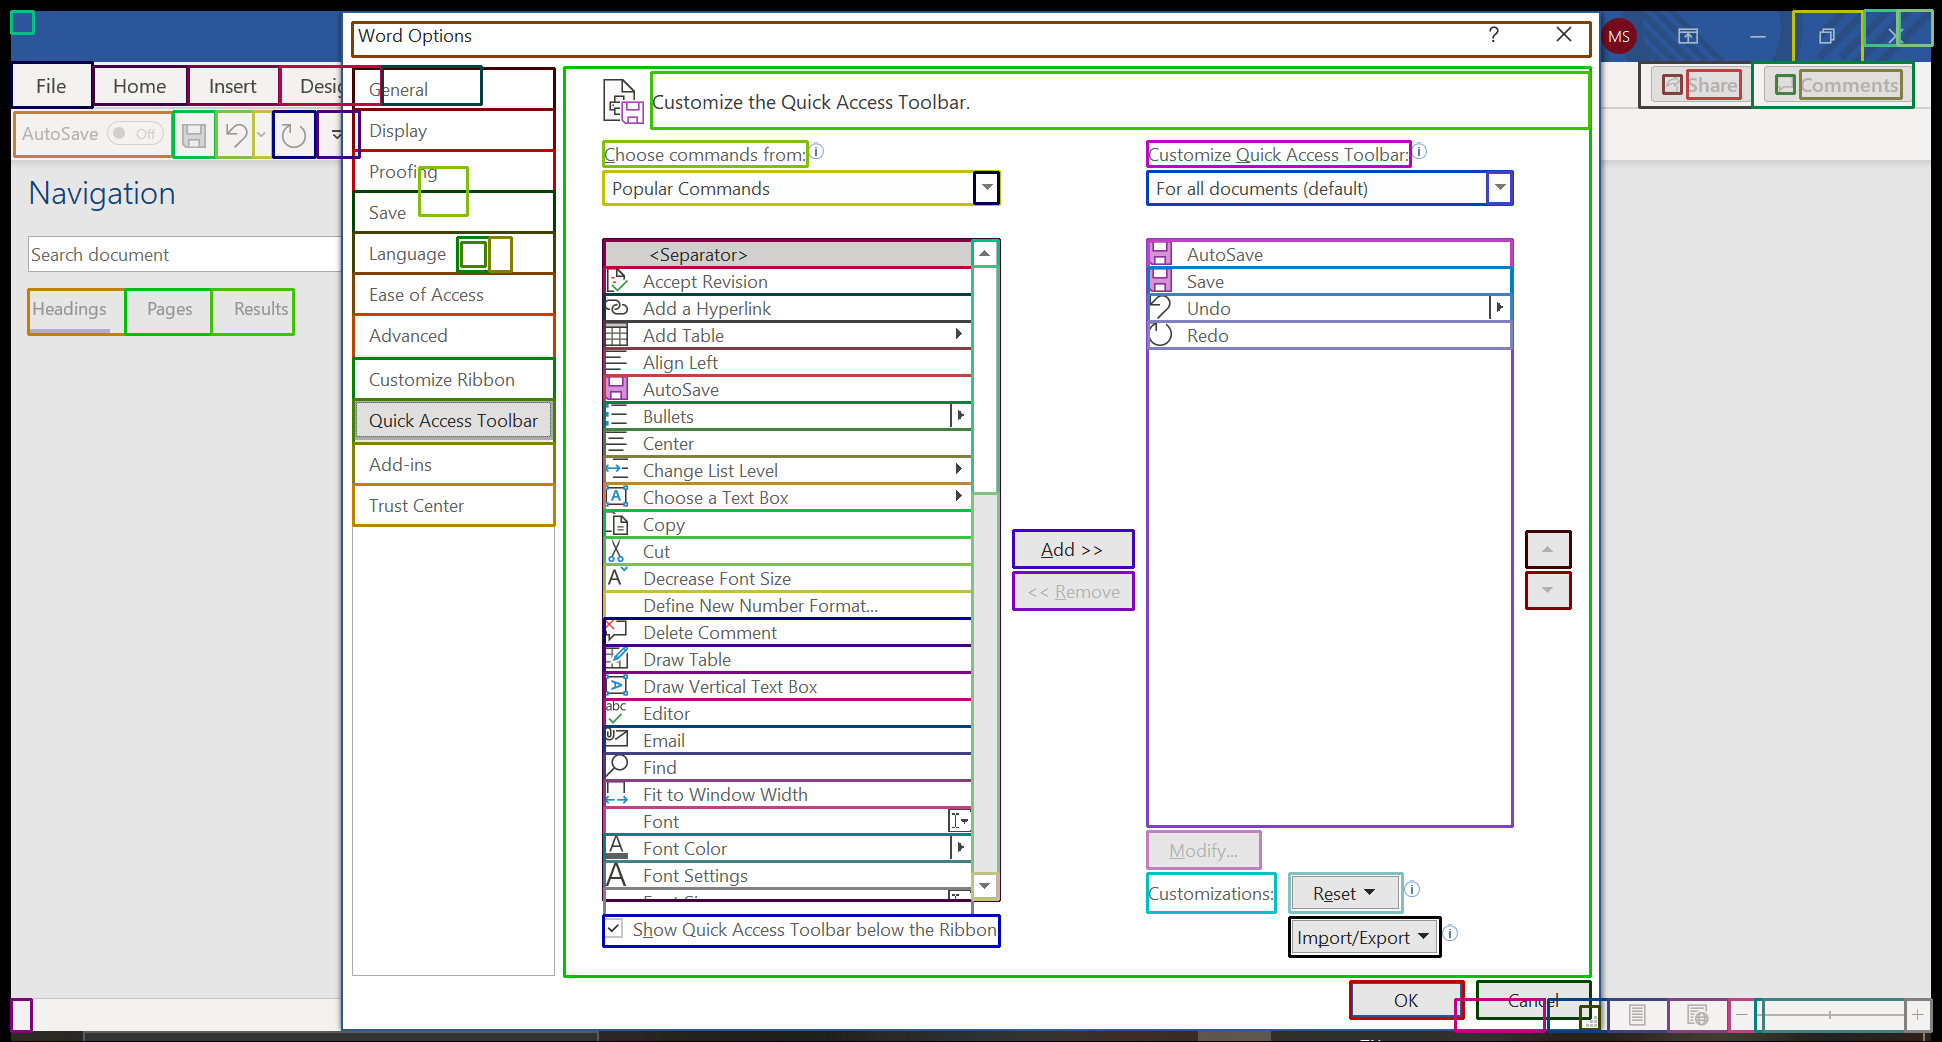 Word Options
?
MS
File
Home
Insert
Desig
Share
Comments
AutoSave
Off
Navigation
Search document
Headings
Pages
Results
General
Display
Proofing
Save
Language
Ease of Access
Advanced
Customize Ribbon
Quick Access Toolbar
Add-ins
Trust Center
Customize the Quick Access Toolbar.
Choose commands from:
Popular Commands
<Separator>
Accept Revision
Add a Hyperlink
Add Table
Align Left
AutoSave
Bullets
Center
Change List Level
Choose a Text Box
Copy
Cut
Decrease Font Size
Define New Number Format...
Delete Comment
Draw Table
Draw Vertical Text Box
abc
Editor
Email
Find
Fit to Window Width
Font
Font Color
Font Settings
Show Quick Access Toolbar below the Ribbon
Add >>
<< Remove
Customize Quick Access Toolbar:
For all documents (default)
AutoSave
Save
Undo
Redo
Modify...
Customizations:
Reset
Import/Export
OK
Cancel